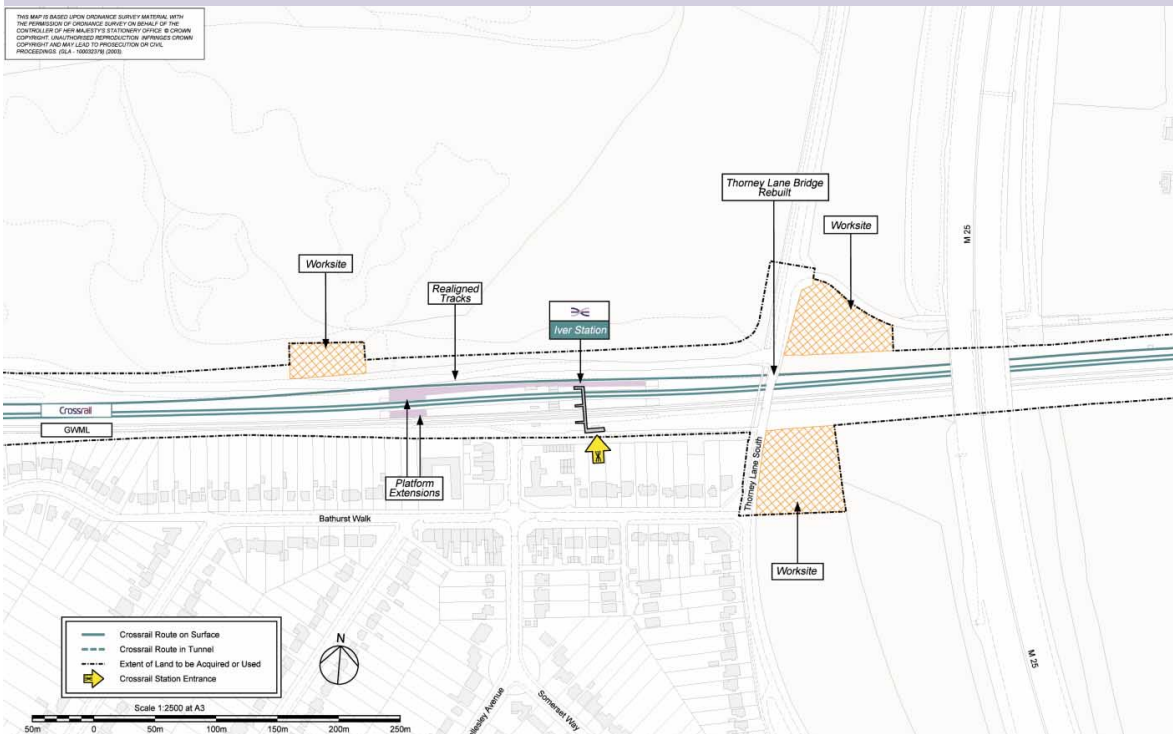 THIS MAP IS BASED UPON ORDNANCE SURVEY MATERIAL WITH
THE PERMISSION OF ORDNANCE SURVEY ON BEHALF OF THE
CONTROLLER OF HER MAJESTY'S STATIONERY OFFICE © CROWN
COPYRIGHT. UNAUTHORISED REPRODUCTION INFRINGES CROWN
COPYRIGHT AND MAY LEAD TO PROSECUTION OR CIVIL
PROCEEDINGS. (GLA - 100032379) (2003)
Thorney Lane Bridge
Rebuilt
Worksite
M 25
Worksite
Realigned
Tracks
Iver Station
Crossrail
GWML
Platform
Extensions
Thorney Lane South
Bathurst Walk
Worksite
M 25
Somerset Way
Crossrail Route on Surface
Crossrail Route in Tunnel
Extent of Land to be Acquired or Used
Crossrail Station Entrance
N
Scale 1:2500 at A3
50m 0 50m 100m 150m 200m 250m